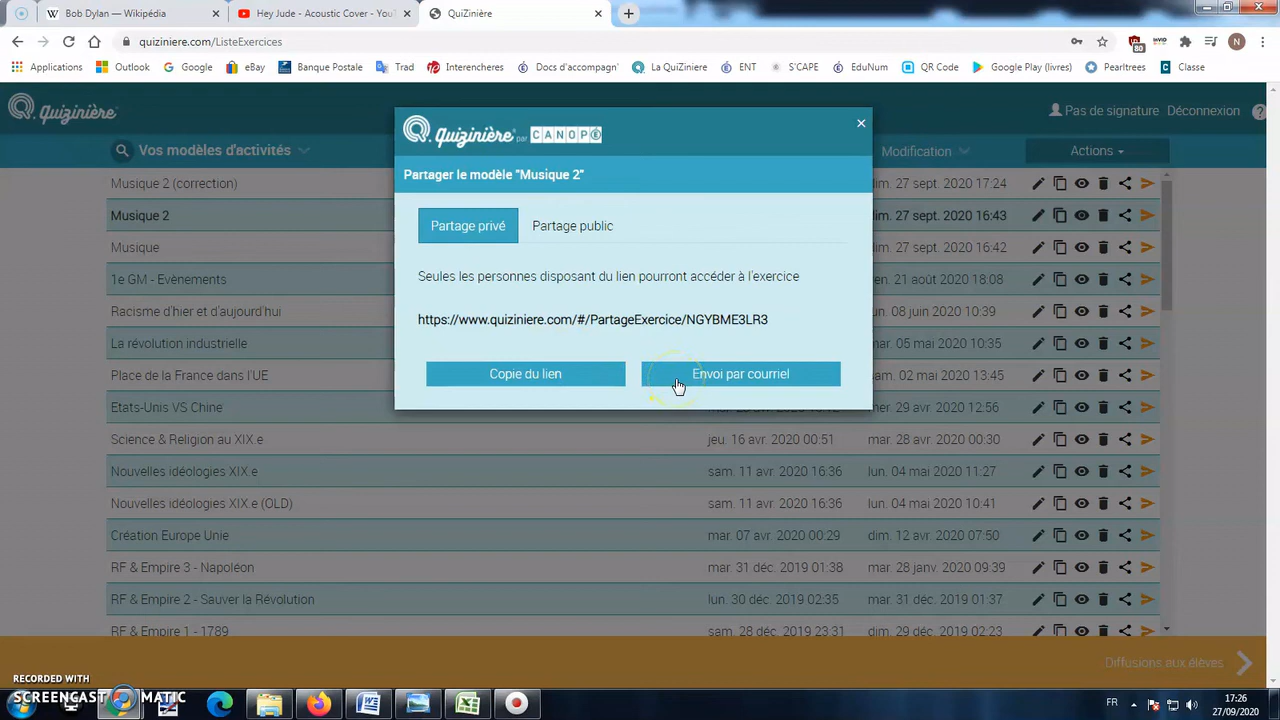 Bob Dylan — Wikipédia
Hey Jude - Acoustic Cover - You
QuiZinière
quiziniere.com/ListeExercices
80
N
Applications
Outlook
Google
eBay
Banque Postale
Trad
Interencheres
Docs d'accompagn'
La QuiZiniere
ENT
S'CAPE
EduNum
QR Code
Google Play (livres)
Pearltrees
Classe
Quizinière
Pas de signature
Déconnexion
Vos modèles d'activités
Modification
Actions
Quizinière par CANOPÉ
Partager le modèle "Musique 2"
Partage privé
Partage public
Seules les personnes disposant du lien pourront accéder à l'exercice
https://www.quiziniere.com/#/PartageExercice/NGYBME3LR3
Copie du lien
Envoi par courriel
Musique 2 (correction) dim. 27 sept. 2020 17:24
Musique 2 dim. 27 sept. 2020 16:43
Musique dim. 27 sept. 2020 16:42
1e GM - Evènements ven. 21 août 2020 18:08
Racisme d'hier et d'aujourd'hui
La révolution industrielle mar. 05 mai 2020 10:35
Place de la France dans l'UE sam. 02 mai 2020 13:45
Etats-Unis VS Chine mer. 29 avr. 2020 12:56
Science & Religion au XIX.e jeu. 16 avr. 2020 00:51 mar. 28 avr. 2020 00:30
Nouvelles idéologies XIX.e sam. 11 avr. 2020 16:36 lun. 04 mai 2020 11:27
Nouvelles idéologies XIX.e (OLD) sam. 11 avr. 2020 16:36 lun. 04 mai 2020 10:41
Création Europe Unie mar. 07 avr. 2020 00:29 dim. 12 avr. 2020 07:50
RF & Empire 3 - Napoléon mar. 31 déc. 2019 01:38 mar. 28 janv. 2020 09:39
RF & Empire 2 - Sauver la Révolution lun. 30 déc. 2019 02:35 mar. 31 déc. 2019 01:37
RF & Empire 1 - 1789 sam. 28 déc. 2019 23:31 dim. 29 déc. 2019 02:23
Diffusions aux élèves
RECORDED WITH
SCREENCAST MATIC
FR
17:26
27/09/2020